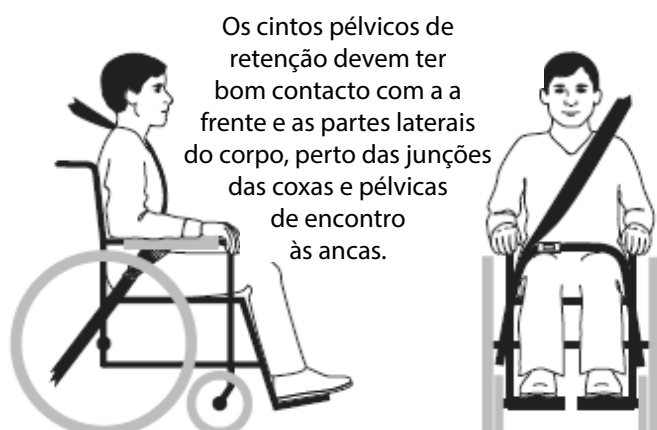 Os cintos pélvicos de
retenção devem ter
bom contacto com a a
frente e as partes laterais
do corpo, perto das junções
das coxas e pélvicas
de encontro
às ancas.